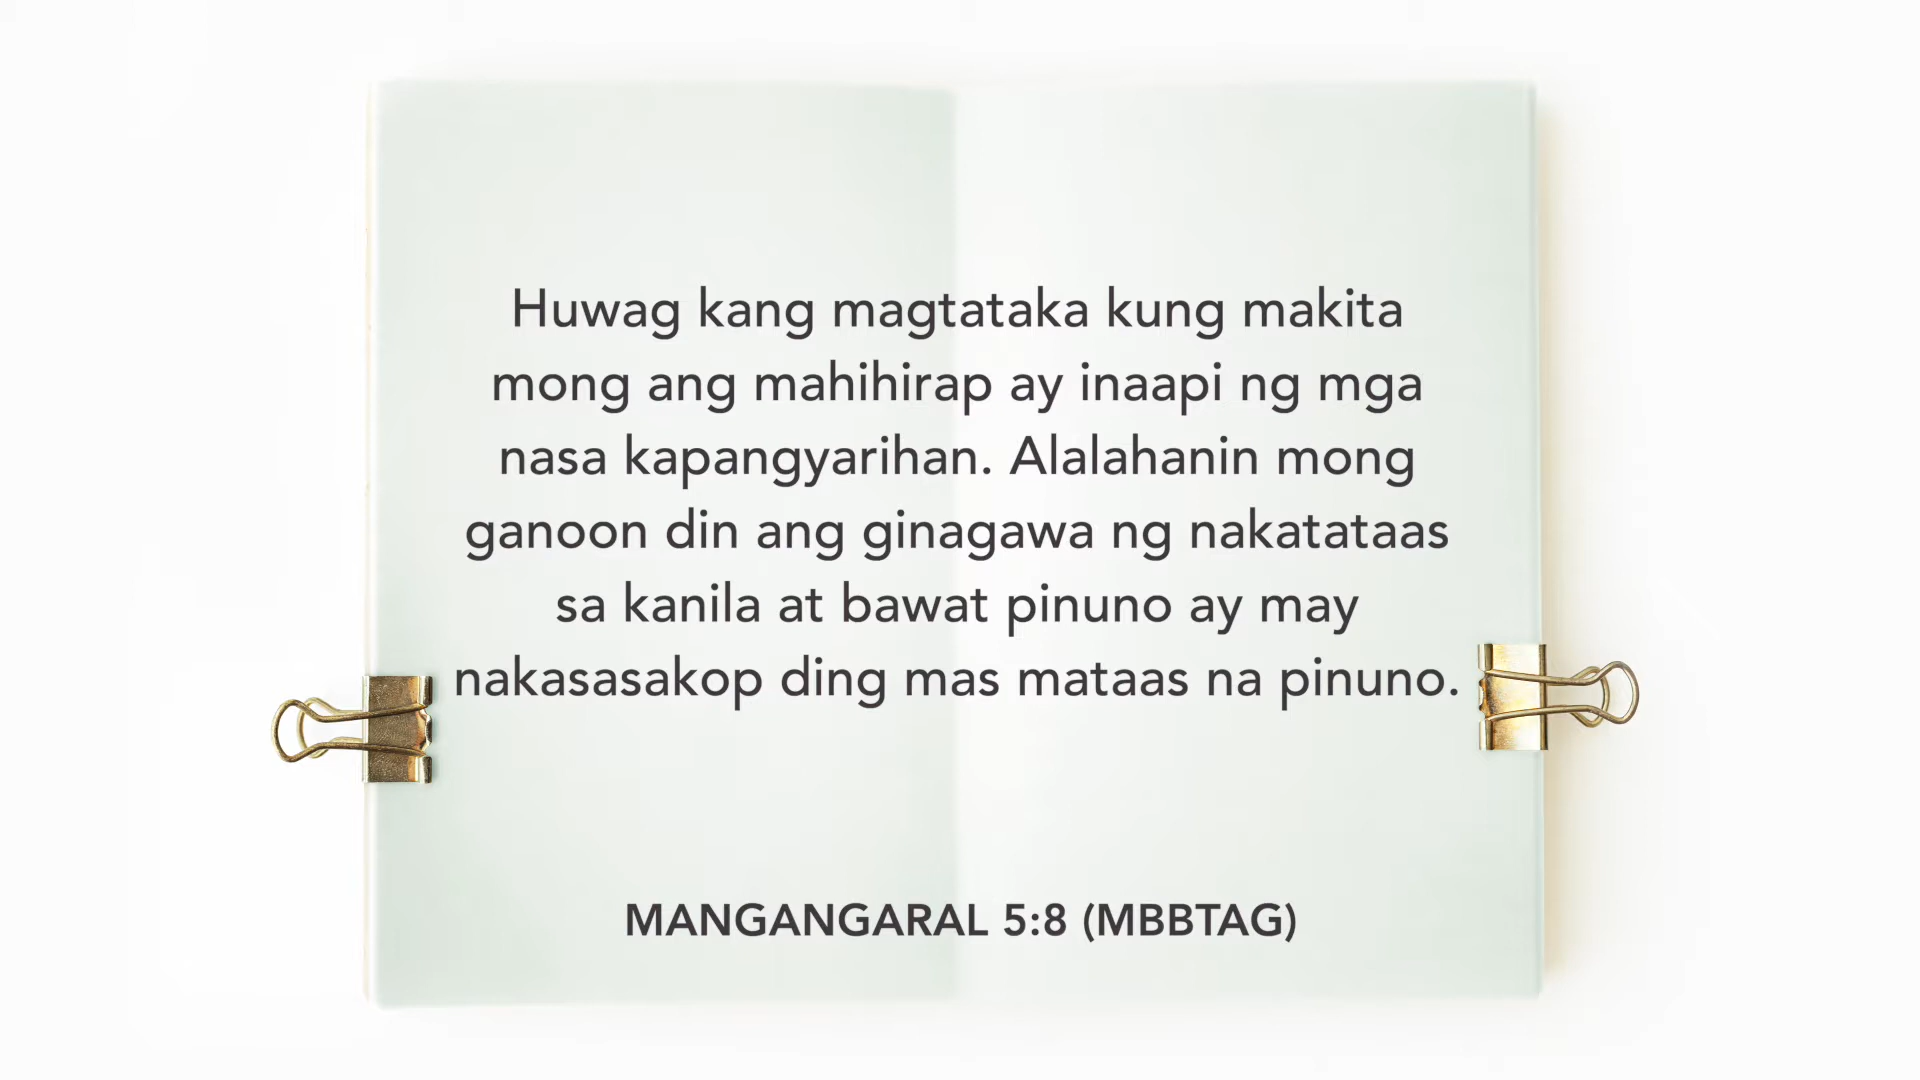 Huwag kang magtataka kung makita
mong ang mahihirap ay inaapi ng mga
nasa kapangyarihan. Alalahanin mong
ganoon din ang ginagawa ng nakatataas
sa kanila at bawat pinuno ay may
nakasasakop ding mas mataas na pinuno.
MANGANGARAL 5:8 (MBBTAG)